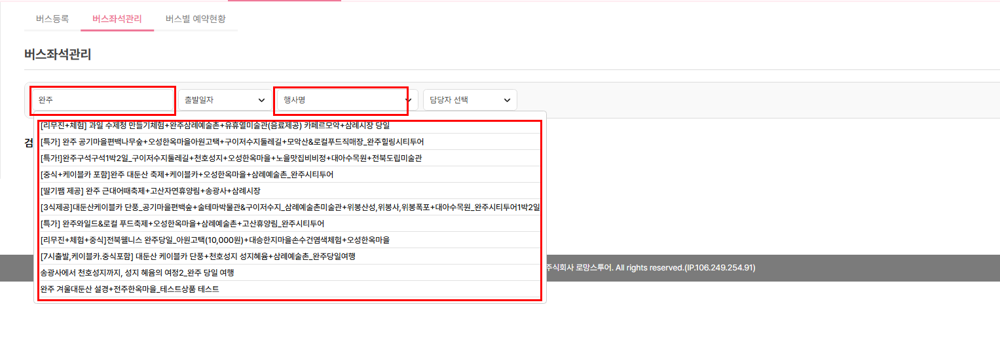 버스등록 버스좌석관리 버스별 예약현황
버스좌석관리
완주 출발일자 행사명 담당자 선택
[리무진+체험] 과일 수제청 만들기체험+완주삼례예술촌+유휴열미술관(음료제공) 카페르모악+삼례시장 당일
[특가] 완주 공기마을편백나무숲+오성한옥마을아원고택+구이저수지둘레길+모악산&로컬푸드직매장_완주힐링시티투어
[특가!]완주구석구석1박2일_구이저수지둘레길+천호성지+오성한옥마을+노을맛집비비정+대아수목원+전북도립미술관
[중식+케이블카 포함]완주 대둔산 축제+케이블카+오성한옥마을+삼례예술촌_완주시티투어
[딸기쨈 제공] 완주 근대어때축제+고산자연휴양림+송광사+삼례시장
[3식제공]대둔산케이블카 단풍_공기마을편백숲+술테마박물관&구이저수지_삼례예술촌미술관+위봉산성,위봉사,위봉폭포+대아수목원_완주시티투어1박2일
[특가] 완주와일드&로컬 푸드축제+오성한옥마을+삼례예술촌+고산휴양림_완주시티투어
[리무진+체험+중식]전북웰니스 완주당일_아원고택(10,000원)+대승한지마을손수건염색체험+오성한옥마을
[7시출발,케이블카.중식포함] 대둔산 케이블카 단풍+천호성지 성지혜윰+삼례예술촌_완주당일여행
송광사에서 천호성지까지, 성지 혜윰의 여정2_완주 당일 여행
완주 겨울대둔산 설경+전주한옥마을_테스트상품 테스트
검
주식회사 로망스투어. All rights reserved.(IP.106.249.254.91)